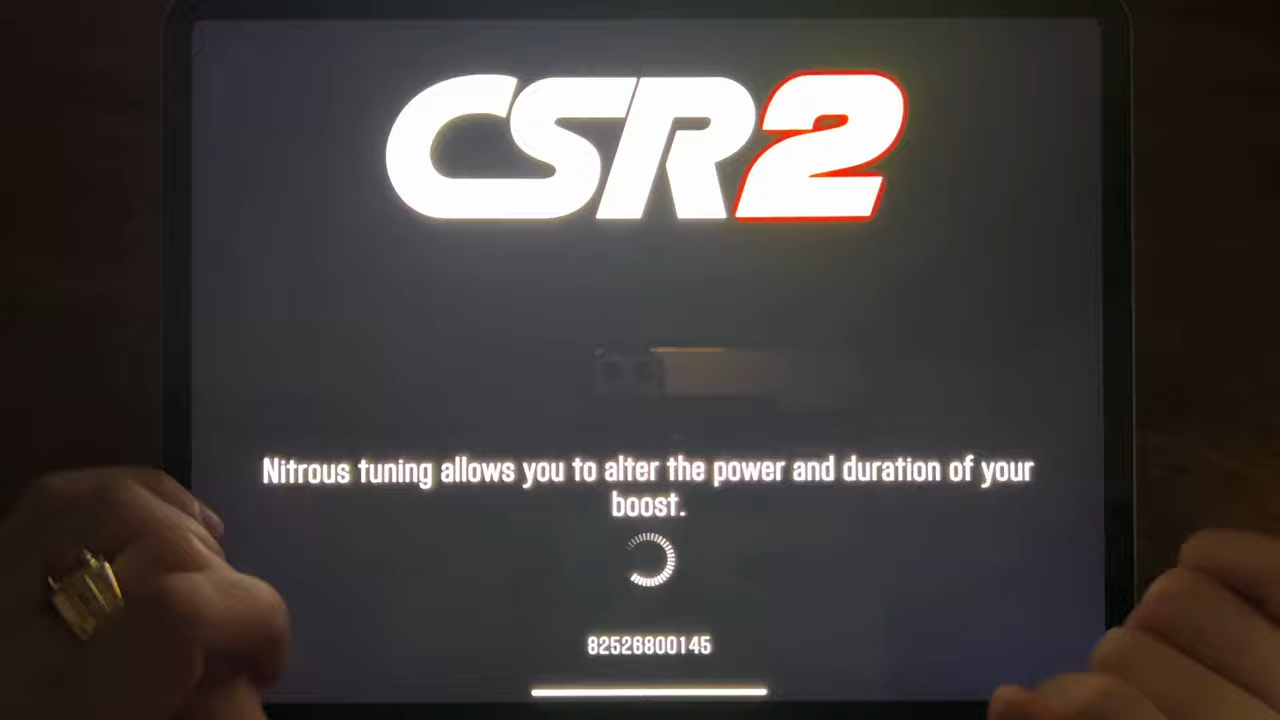 CSR2
Nitrous tuning allows you to alter the power and duration of your
boost.
82526800145